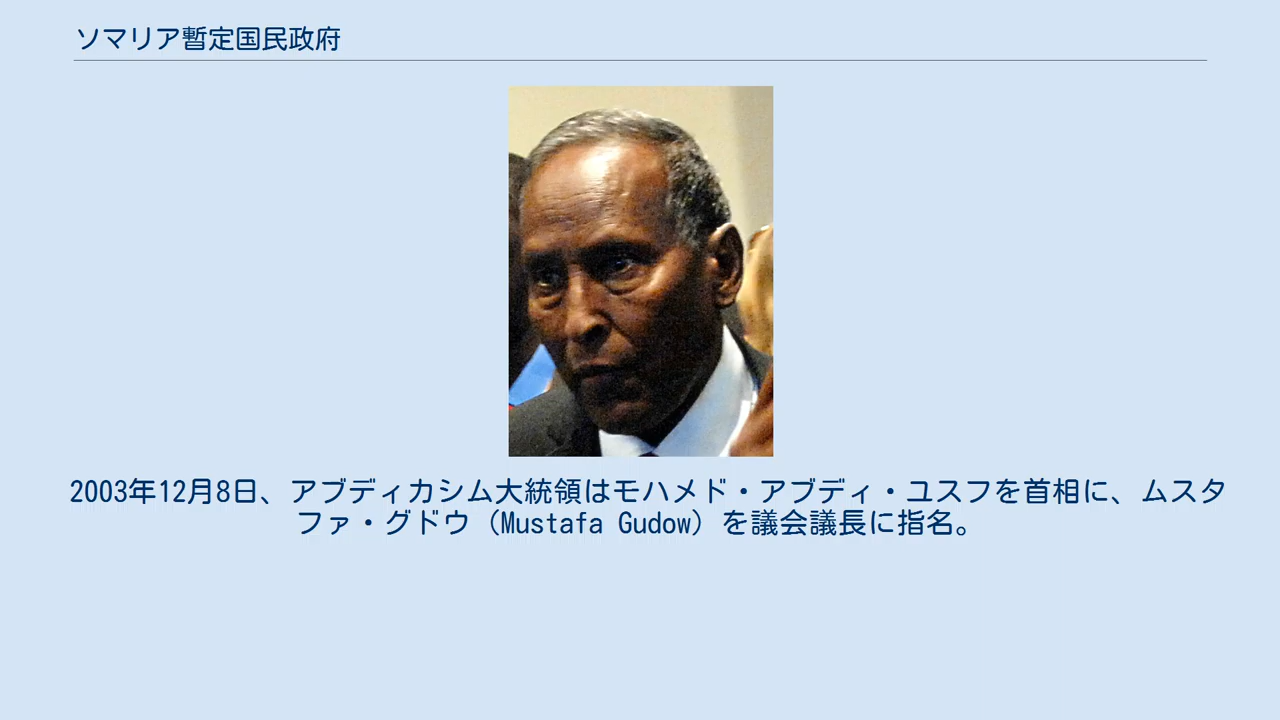 ソマリア暫定国民政府
2003年12月8日、アブディカシム大統領はモハメド・アブディ・ユスフを首相に、ムスタ
ファ・グドウ（Mustafa Gudow）を議会議長に指名。